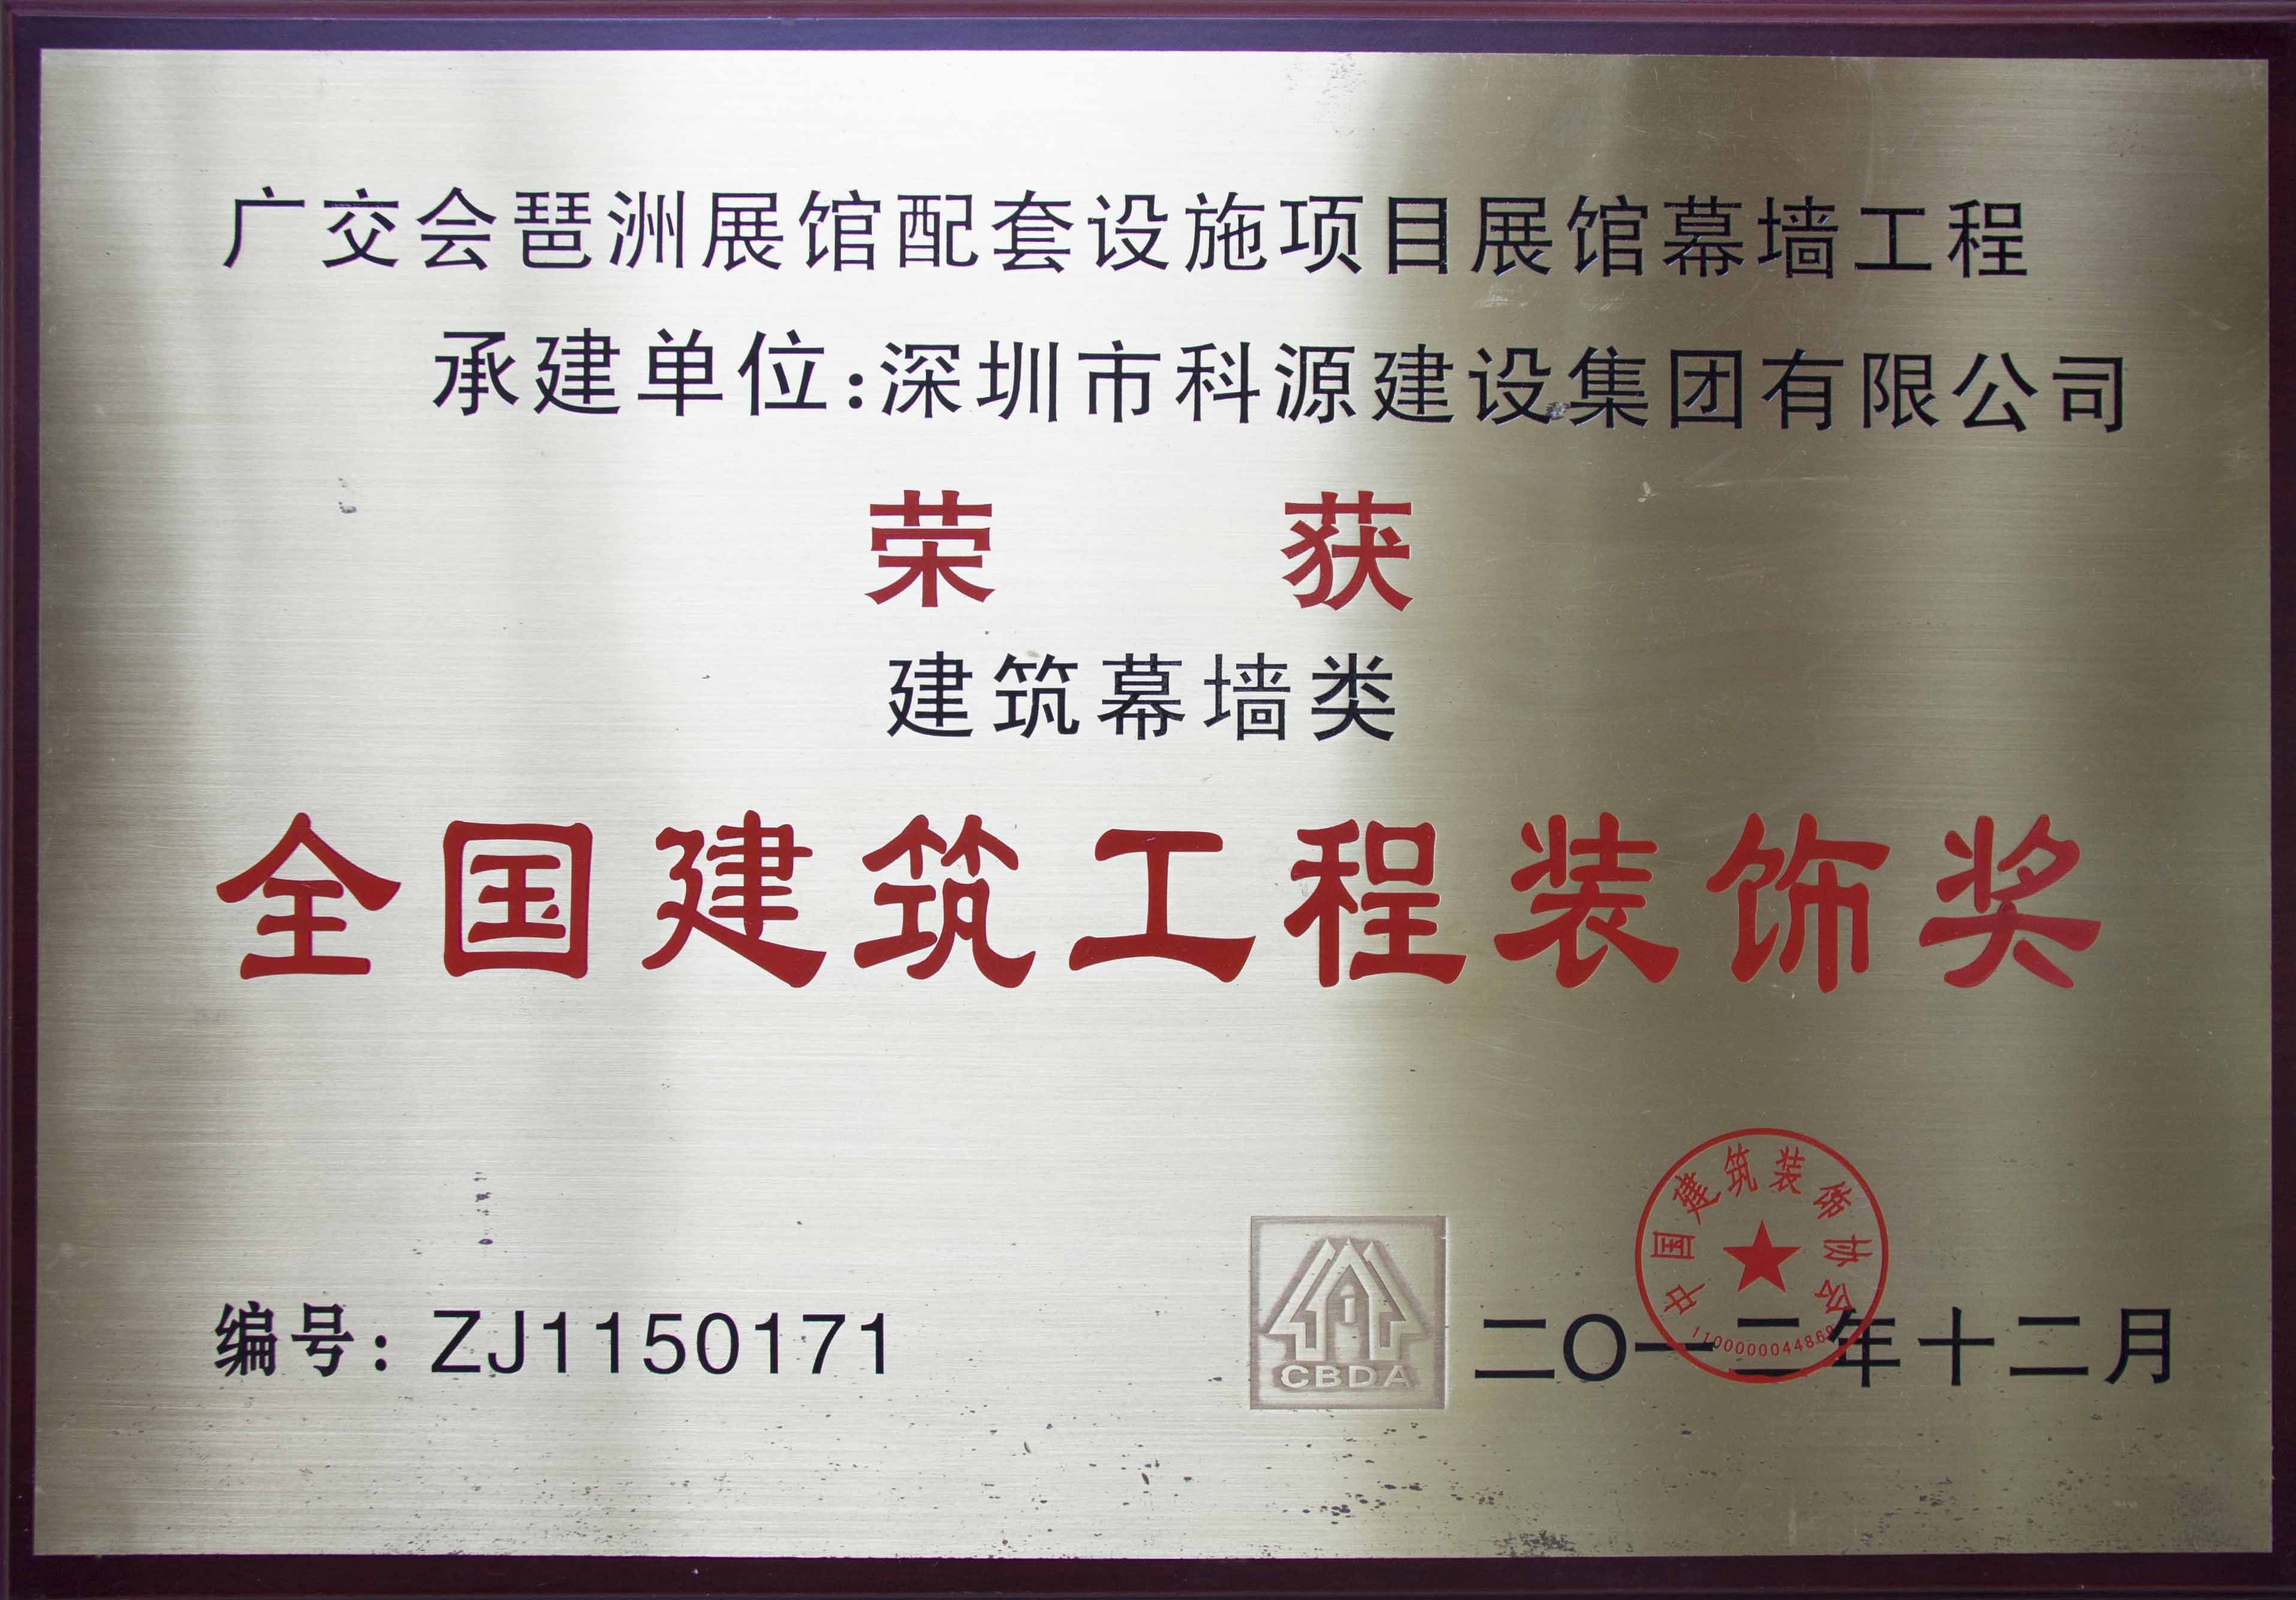 广交会琶洲展馆配套设施项目展馆幕墙工程
承建单位:深圳市科源建设集团有限公司
荣 获
建筑幕墙类
全国建筑工程装饰奖
中国建筑装饰协会
编号: ZJ1150171
CBDA
二〇一二年十二月